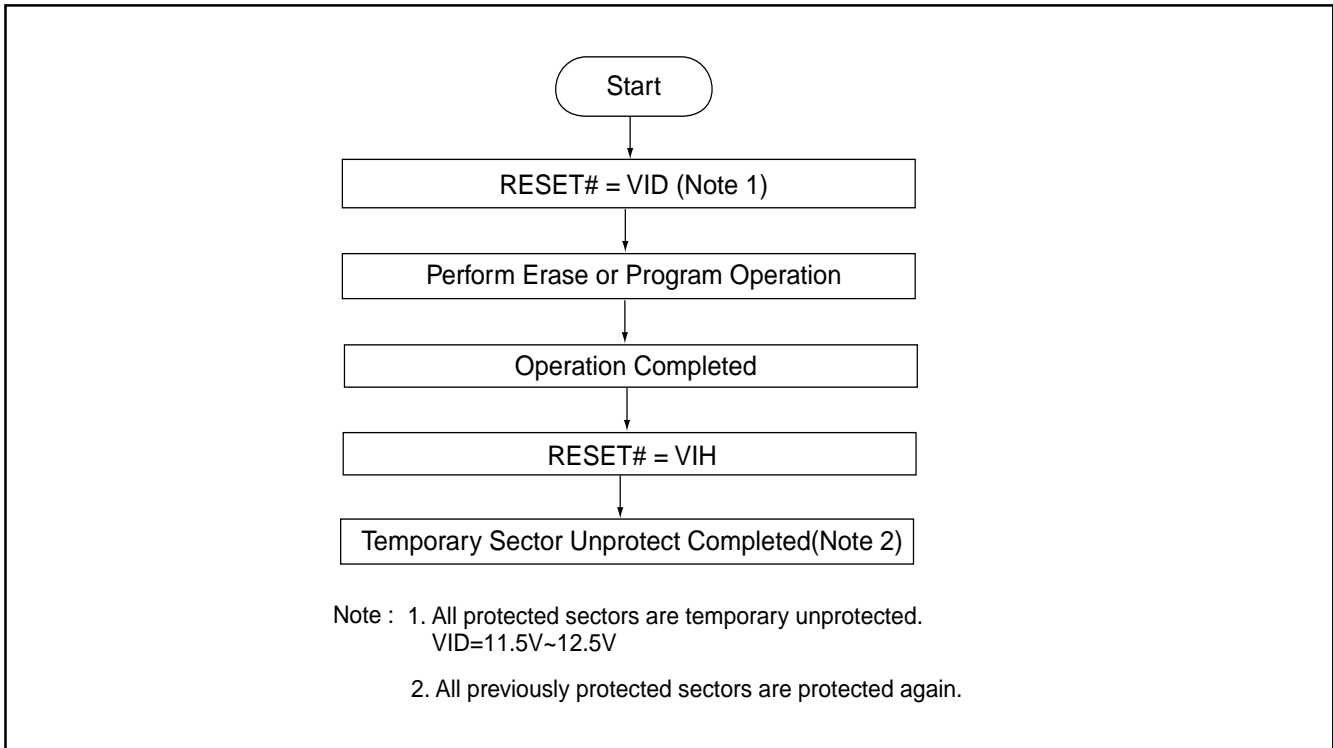 Start
RESET# = VID (Note 1)
Perform Erase or Program Operation
Operation Completed
RESET# = VIH
Temporary Sector Unprotect Completed(Note 2)
Note : 1. All protected sectors are temporary unprotected.
VID=11.5V~12.5V
2. All previously protected sectors are protected again.